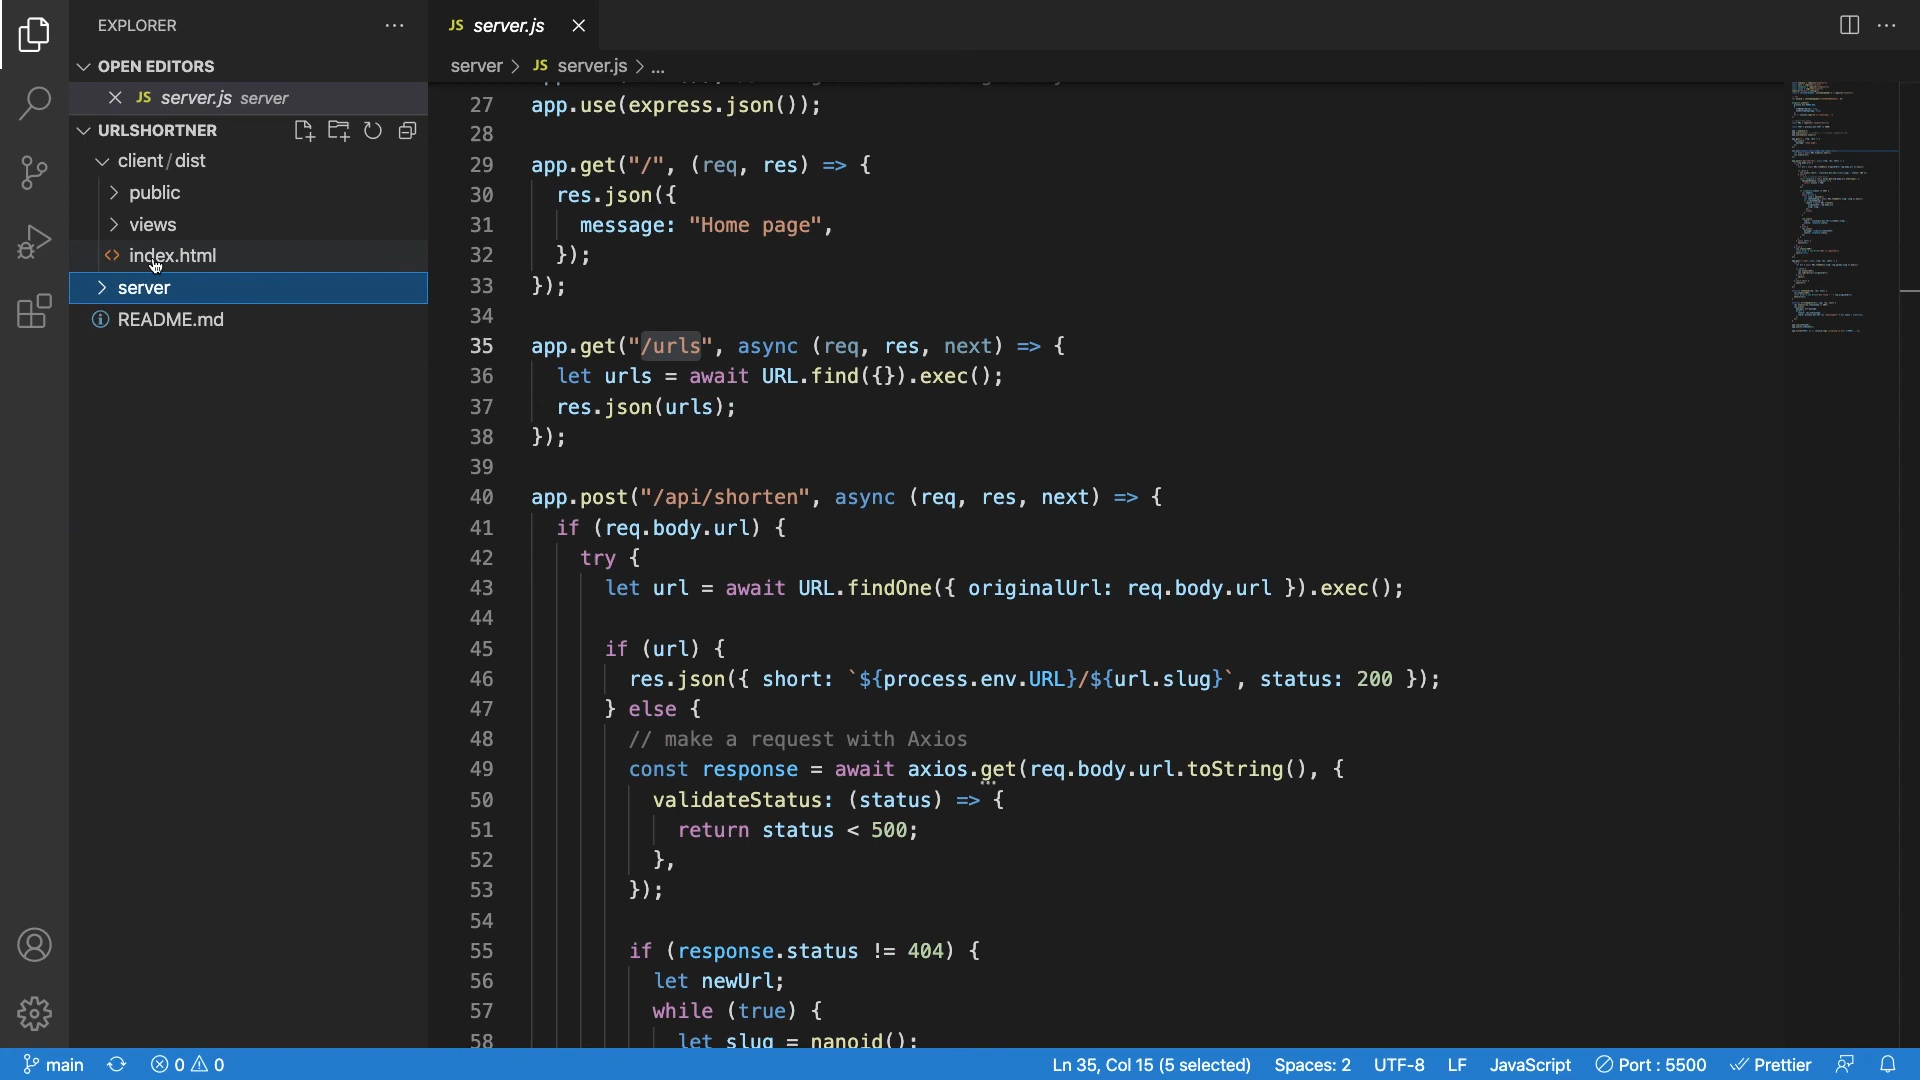 EXPLORER
OPEN EDITORS
JS server.js server
URLSHORTNER
client / dist
public
views
<> index.html
server
README.md
JS server.js
server > JS server.js > ...
27 app.use(express.json());
28
29 app.get("/", (req, res) => {
30 res.json({
31 message: "Home page",
32 });
33 });
34
35 app.get("/urls", async (req, res, next) => {
36 let urls = await URL.find({}).exec();
37 res.json(urls);
38 });
39
40 app.post("/api/shorten", async (req, res, next) => {
41 if (req.body.url) {
42 try {
43 let url = await URL.findOne({ originalUrl: req.body.url }).exec();
44
45 if (url) {
46 res.json({ short: `${process.env.URL}/${url.slug}`, status: 200 });
47 } else {
48 // make a request with Axios
49 const response = await axios.get(req.body.url.toString(), {
50 validateStatus: (status) => {
51 return status < 500;
52 },
53 });
54
55 if (response.status != 404) {
56 let newUrl;
57 while (true) {
58 let slug = nanoid();
main 0 0 Ln 35, Col 15 (5 selected) Spaces: 2 UTF-8 LF JavaScript Port : 5500 Prettier